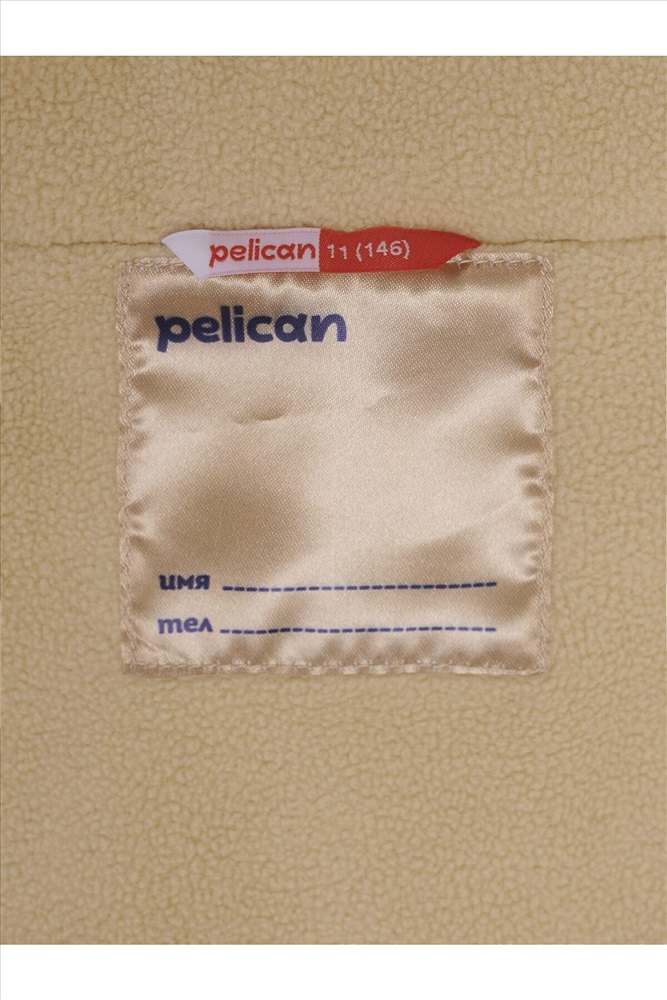 pelican 11 (146)
pelican
имя
тел